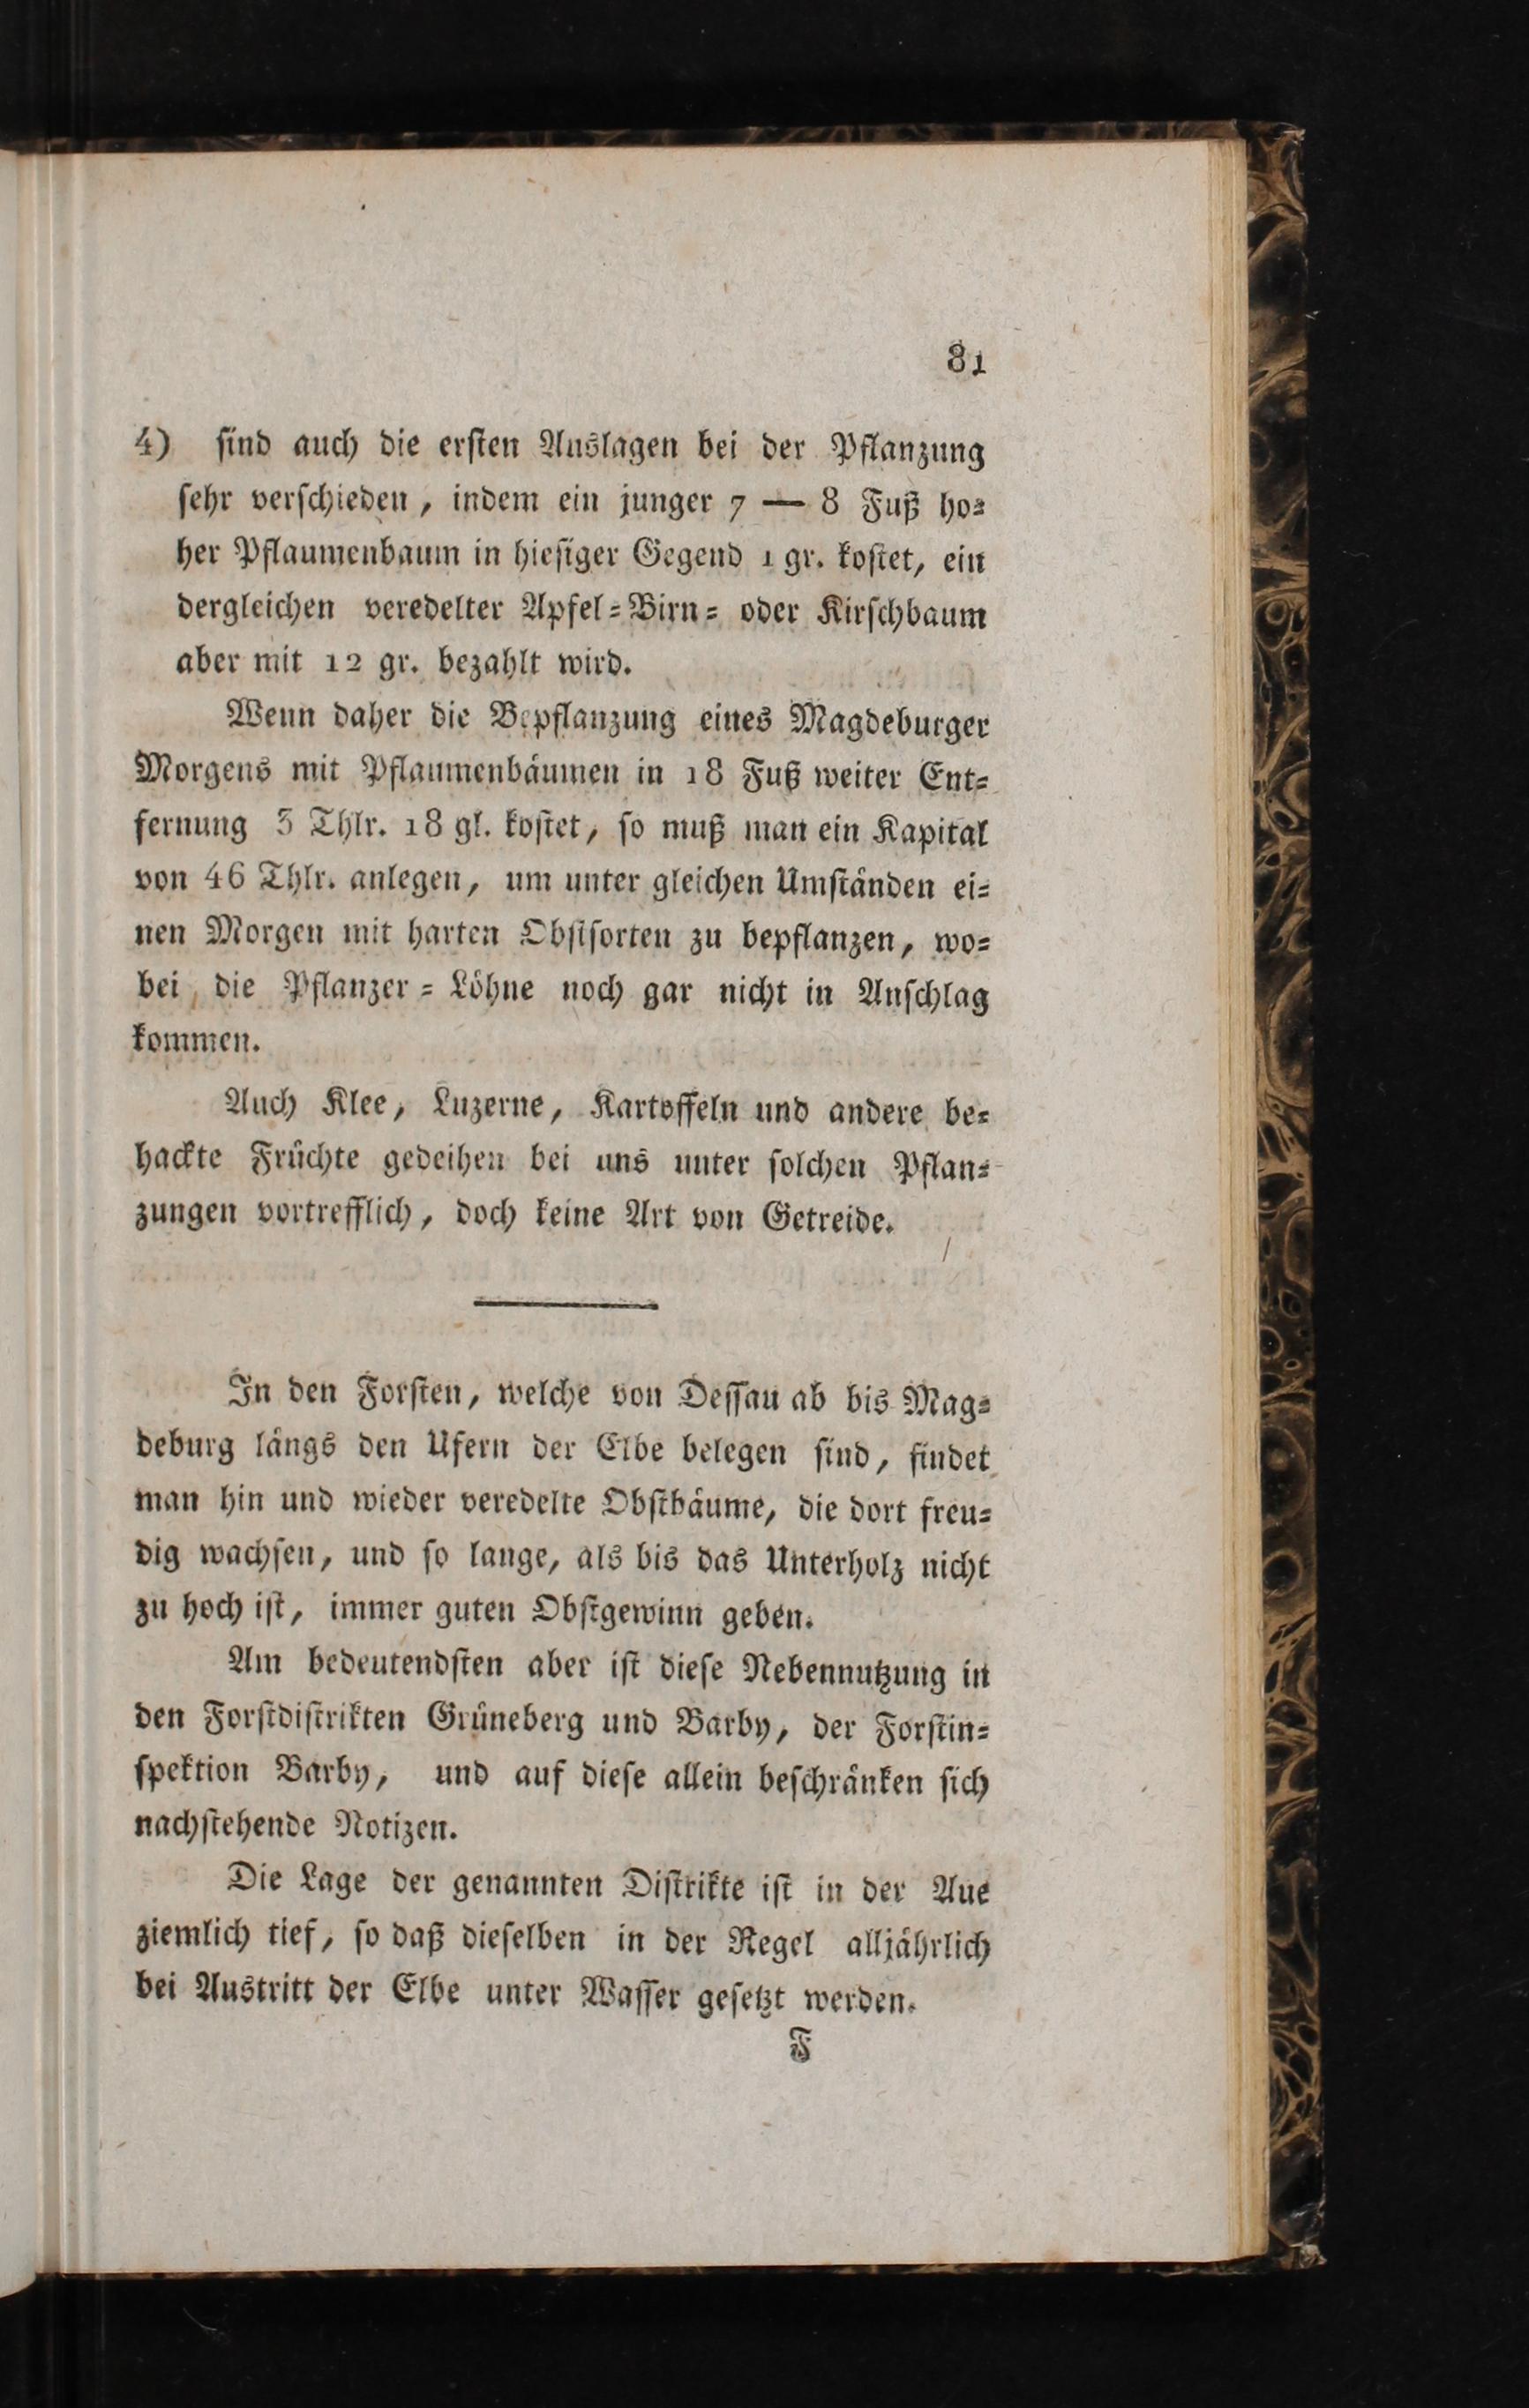 81
4) ſind auch die erſten Auslagen bei der Pflanzung
ſehr verſchieden, indem ein junger 7 — 8 Fuß ho⸗
her Pflaumenbaum in hieſiger Gegend 1 gr. koſtet, ein
dergleichen veredelter Apfel⸗Birn⸗ oder Kirſchbaum
aber mit 12 gr. bezahlt wird.
Wenn daher die Bepflanzung eines Magdeburger
Morgens mit Pflaumenbäumen in 18 Fuß weiter Ent⸗
fernung 3 Thlr. 18 gl. koſtet, ſo muß man ein Kapital
von 46 Thlr. anlegen, um unter gleichen Umſtänden ei⸗
nen Morgen mit harten Obſtſorten zu bepflanzen, wo⸗
bei die Pflanzer⸗Löhne noch gar nicht in Anſchlag
kommen.
Auch Klee, Luzerne, Kartoffeln und andere be⸗
hackte Früchte gedeihen bei uns unter ſolchen Pflan⸗
zungen vortrefflich, doch keine Art von Getreide.
In den Forſten, welche von Deſſau ab bis Mag⸗
deburg längs den Ufern der Elbe belegen ſind, findet
man hin und wieder veredelte Obſtbäume, die dort freu⸗
dig wachſen, und ſo lange, als bis das Unterholz nicht
zu hoch iſt, immer guten Obſtgewinn geben.
Am bedeutendſten aber iſt dieſe Nebennutzung in
den Forſtdiſtrikten Grüneberg und Barby, der Forſtin⸗
ſpektion Barby, und auf dieſe allein beſchränken ſich
nachſtehende Notizen.
Die Lage der genannten Diſtrikte iſt in der Aue
ziemlich tief, ſo daß dieſelben in der Regel alljährlich
bei Austritt der Elbe unter Waſſer geſetzt werden.
F